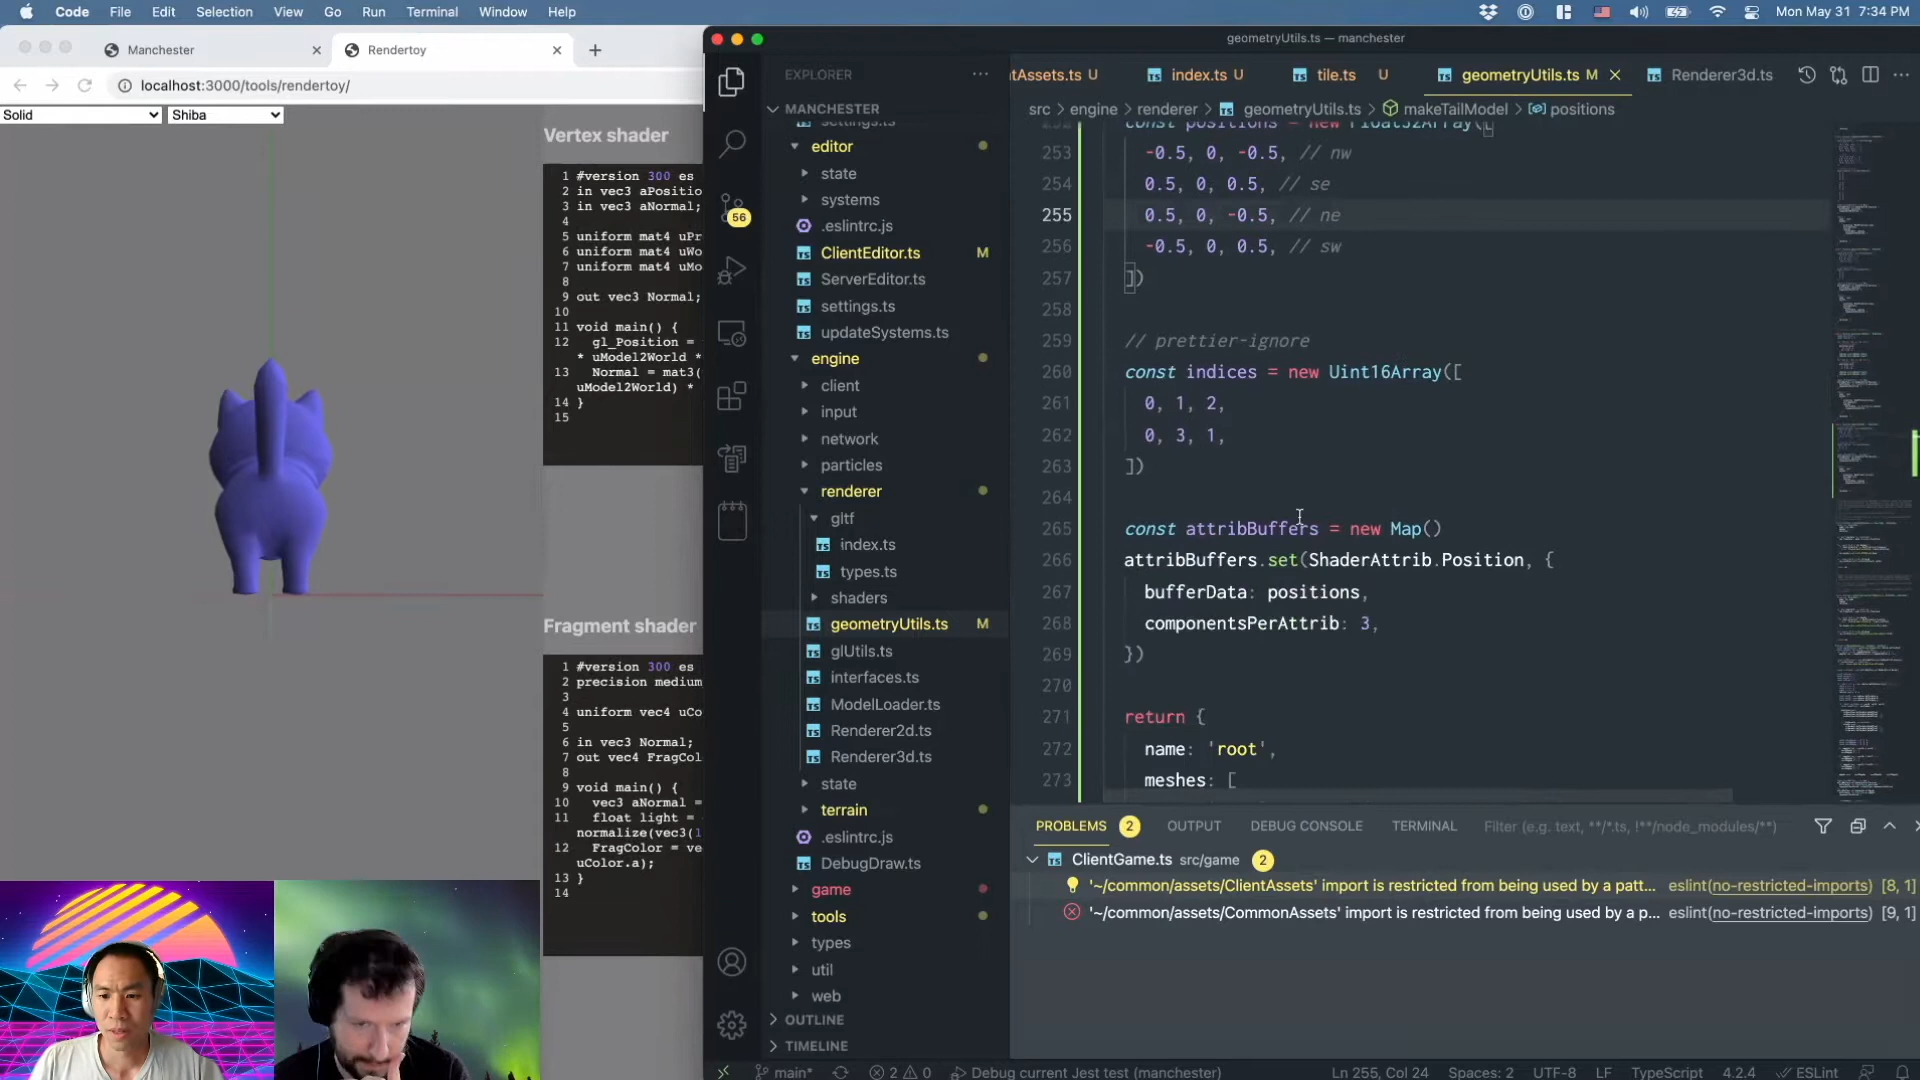 Code File Edit Selection View Go Run Terminal Window Help
Mon May 31 7:34 PM
Manchester
Rendertoy
localhost:3000/tools/rendertoy/
Solid
Shiba
Vertex shader
1 #version 300 es
2 in vec3 aPositio
3 in vec3 aNormal;
4
5 uniform mat4 uPr
6 uniform mat4 uWo
7 uniform mat4 uMo
8
9 out vec3 Normal;
10
11 void main() {
12 gl_Position =
* uModel2World *
13 Normal = mat3(
uModel2World) *
14 }
15
Fragment shader
1 #version 300 es
2 precision medium
3
4 uniform vec4 uCo
5
6 in vec3 Normal;
7 out vec4 FragCol
8
9 void main() {
10 vec3 aNormal =
11 float light =
normalize(vec3(1
12 FragColor = ve
uColor.a);
13 }
14
geometryUtils.ts — manchester
56
EXPLORER
MANCHESTER
settings.ts
editor
state
systems
.eslintrc.js
ClientEditor.ts M
ServerEditor.ts
settings.ts
updateSystems.ts
engine
client
input
network
particles
renderer
gltf
index.ts
types.ts
shaders
geometryUtils.ts M
glUtils.ts
interfaces.ts
ModelLoader.ts
Renderer2d.ts
Renderer3d.ts
state
terrain
.eslintrc.js
DebugDraw.ts
game
tools
types
util
web
OUTLINE
TIMELINE
ntAssets.ts U
index.ts U
tile.ts U
geometryUtils.ts M
Renderer3d.ts
src > engine > renderer > geometryUtils.ts > makeTailModel > positions
252 const positions = new Float32Array([
253 -0.5, 0, -0.5, // nw
254 0.5, 0, 0.5, // se
255 0.5, 0, -0.5, // ne
256 -0.5, 0, 0.5, // sw
257 ])
258
259 // prettier-ignore
260 const indices = new Uint16Array([
261 0, 1, 2,
262 0, 3, 1,
263 ])
264
265 const attribBuffers = new Map()
266 attribBuffers.set(ShaderAttrib.Position, {
267 bufferData: positions,
268 componentsPerAttrib: 3,
269 })
270
271 return {
272 name: 'root',
273 meshes: [
PROBLEMS 2 OUTPUT DEBUG CONSOLE TERMINAL Filter (e.g. text, **/*.ts, !**/node_modules/**)
ClientGame.ts src/game 2
'~/common/assets/ClientAssets' import is restricted from being used by a patt... eslint(no-restricted-imports) [8, 1]
'~/common/assets/CommonAssets' import is restricted from being used by a p... eslint(no-restricted-imports) [9, 1]
main* 2 0 Debug current Jest test (manchester) Ln 255, Col 24 Spaces: 2 UTF-8 LF TypeScript 4.2.4 ESLint